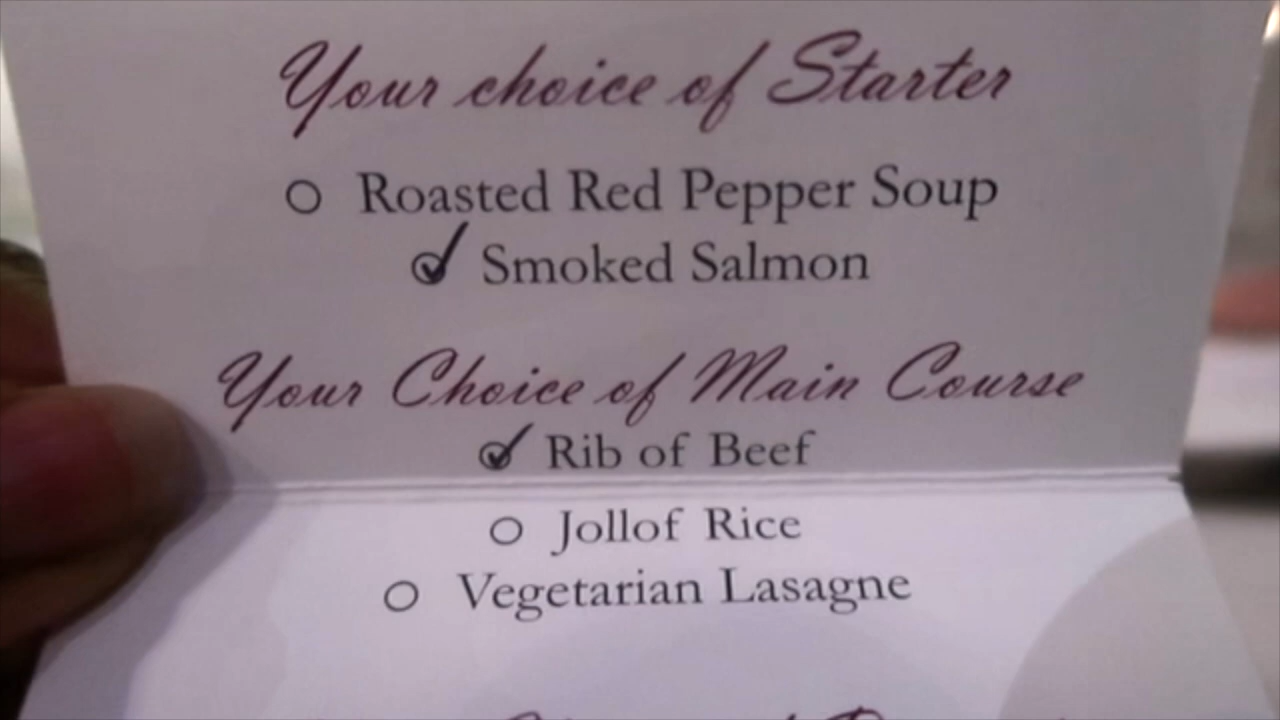 Your choice of Starter
Roasted Red Pepper Soup
Smoked Salmon
Your Choice of Main Course
Rib of Beef
Jollof Rice
Vegetarian Lasagne